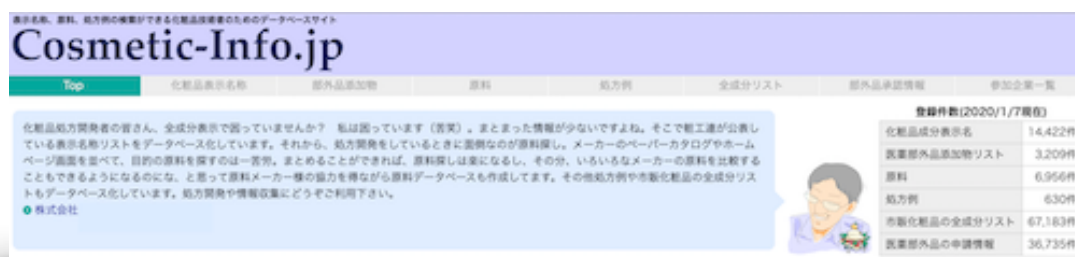 表示名称、原料、処方例の検索ができる化粧品技術者のためのデータベースサイト
Cosmetic-Info.jp
Top 化粧品表示名称 部外品添加物 原料 処方例 全成分リスト 部外品承認情報 参加企業一覧
化粧品処方開発者の皆さん、全成分表示で困っていませんか？ 私は困っています（苦笑）。まとまった情報が少ないですよね。そこで粧工連が公表し
ている表示名称リストをデータベース化しています。それから、処方開発をしているときに面倒なのが原料探し。メーカーのペーパーカタログやホーム
ページ画面を並べて、目的の原料を探すのは一苦労。まとめることができれば、原料探しは楽になるし、その分、いろいろなメーカーの原料を比較する
こともできるようになるのにな、と思って原料メーカー様の協力を得ながら原料データベースも作成してます。その他処方例や市販化粧品の全成分リス
トもデータベース化しています。処方開発や情報収集にどうぞご利用下さい。
株式会社
登録件数(2020/1/7現在)
化粧品成分表示名 14,422件
医薬部外品添加物リスト 3,209件
原料 6,956件
処方例 630件
市販化粧品の全成分リスト 67,183件
医薬部外品の申請情報 36,735件